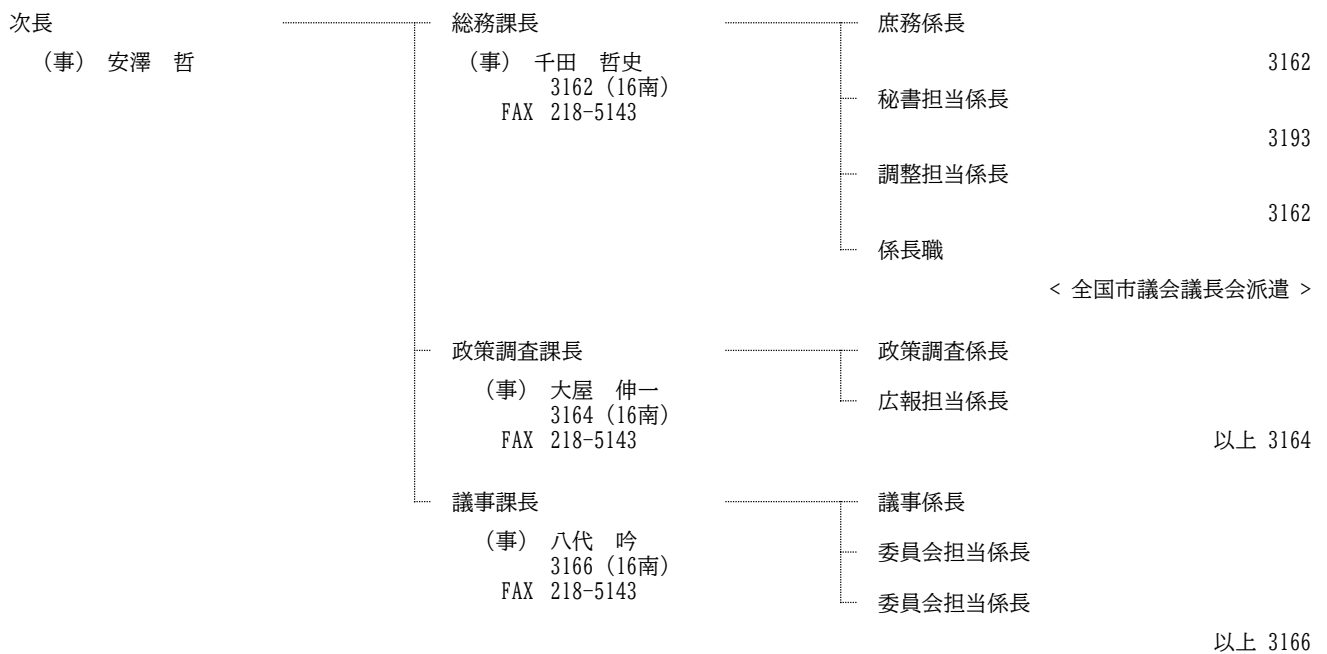 次長
（事） 安澤　哲
総務課長
（事） 千田　哲史
3162 (16南)
FAX 218-5143
庶務係長
3162
秘書担当係長
3193
調整担当係長
3162
係長職
< 全国市議会議長会派遣 >
政策調査課長
（事） 大屋　伸一
3164 (16南)
FAX 218-5143
政策調査係長
広報担当係長
以上 3164
議事課長
（事） 八代　吟
3166 (16南)
FAX 218-5143
議事係長
委員会担当係長
委員会担当係長
以上 3166